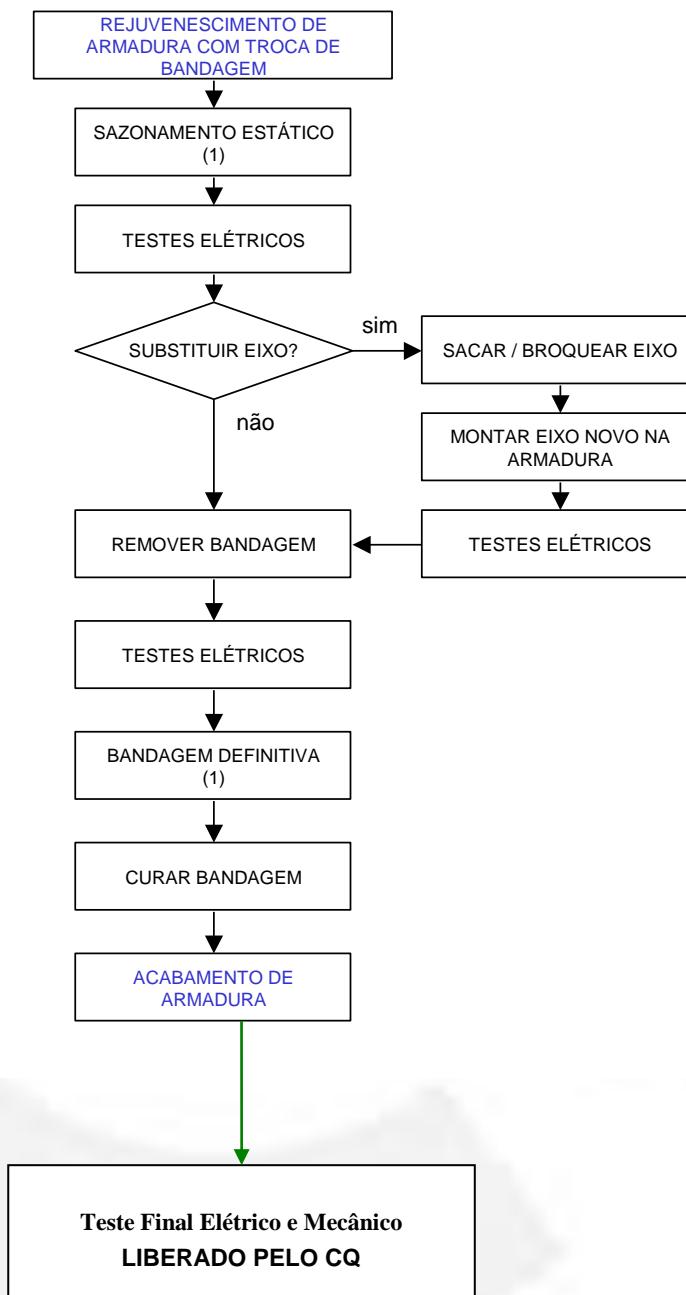 REJUVENESCIMENTO DE
ARMADURA COM TROCA DE
BANDAGEM
SAZONAMENTO ESTÁTICO
(1)
TESTES ELÉTRICOS
SUBSTITUIR EIXO?
sim
SACAR / BROQUEAR EIXO
não
MONTAR EIXO NOVO NA
ARMADURA
REMOVER BANDAGEM
TESTES ELÉTRICOS
TESTES ELÉTRICOS
BANDAGEM DEFINITIVA
(1)
CURAR BANDAGEM
ACABAMENTO DE
ARMADURA
Teste Final Elétrico e Mecânico
LIBERADO PELO CQ